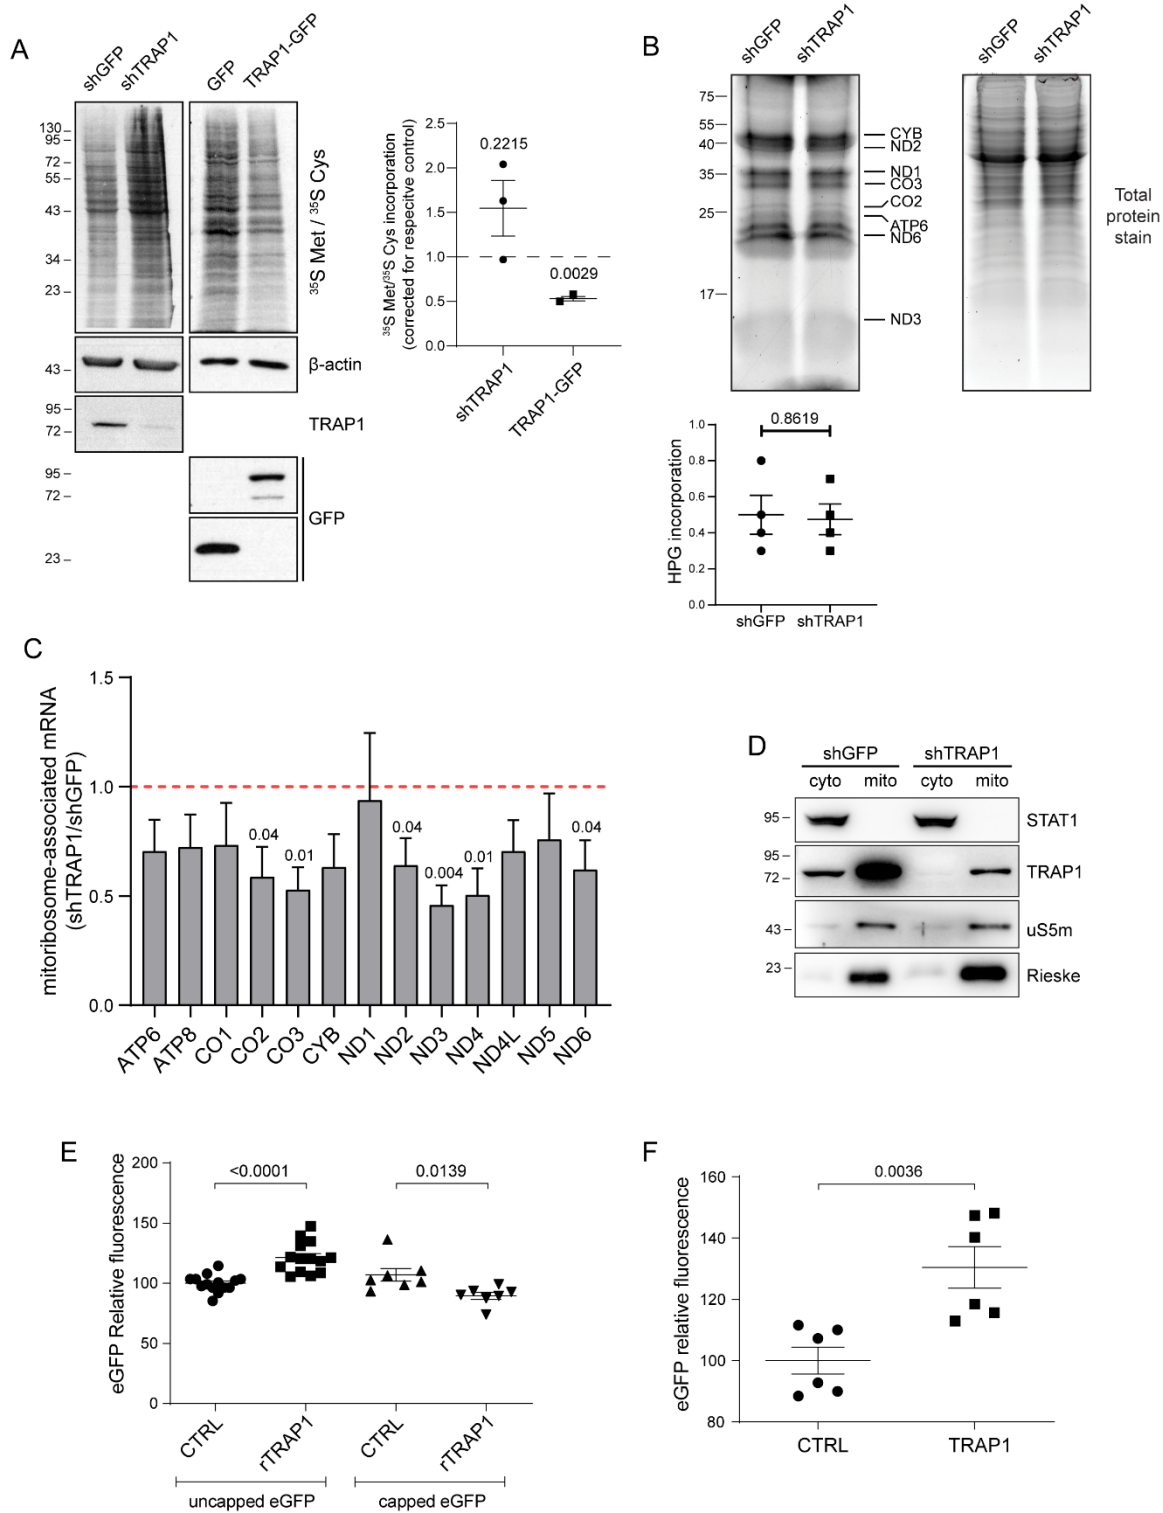 A
shGFP
shTRAP1
GFP
TRAP1-GFP
130
95
72
55
43
34
23
35S Met / 35S Cys
43
β-actin
95
72
TRAP1
95
72
23
GFP
35S Met/35S Cys incorporation
(corrected for respecitve control)
2.5
2.0
1.5
1.0
0.5
0.0
0.2215
0.0029
shTRAP1
TRAP1-GFP
B
shGFP
shTRAP1
75
55
40
35
25
17
CYB
ND2
ND1
CO3
CO2
ATP6
ND6
ND3
shGFP
shTRAP1
Total
protein
stain
HPG incorporation
1.0
0.8
0.6
0.4
0.2
0.0
0.8619
shGFP
shTRAP1
C
mitoribosome-associated mRNA
(shTRAP1/shGFP)
1.5
1.0
0.5
0.0
0.04
0.01
0.04
0.004
0.01
0.04
ATP6
ATP8
CO1
CO2
CO3
CYB
ND1
ND2
ND3
ND4
ND4L
ND5
ND6
D
shGFP
shTRAP1
cyto
mito
cyto
mito
95
STAT1
95
72
TRAP1
43
uS5m
23
Rieske
E
eGFP Relative fluorescence
200
150
100
50
0
<0.0001
0.0139
CTRL
rTRAP1
CTRL
rTRAP1
uncapped eGFP
capped eGFP
F
eGFP relative fluorescence
160
140
120
100
80
0.0036
CTRL
TRAP1